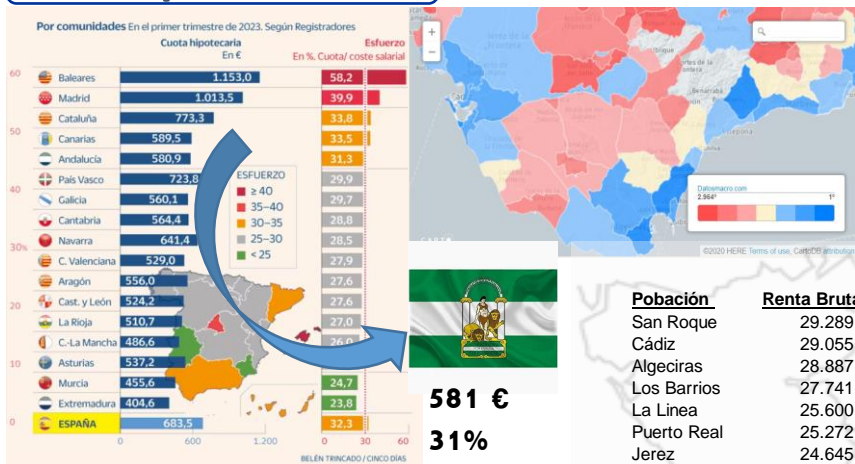 Por comunidades En el primer trimestre de 2023. Según Registradores
Cuota hipotecaria
En €
Esfuerzo
En %. Cuota/ coste salarial
Baleares 1.153,0 58,2
Madrid 1.013,5 39,9
Cataluña 773,3 33,8
Canarias 589,5 33,5
Andalucía 580,9 31,3
País Vasco 723,8 29,9
Galicia 560,1 29,7
Cantabria 564,4 28,8
Navarra 641,4 28,5
C. Valenciana 529,0 27,9
Aragón 556,0 27,6
Cast. y León 524,2 27,6
La Rioja 510,7 27,0
C.-La Mancha 486,6 26,0
Asturias 537,2
Murcia 455,6 24,7
Extremadura 404,6 23,8
ESPAÑA 683,5 32,3
60
50
40
30%
20
10
0
0 600 1.200
0 30 60
ESFUERZO
≥ 40
35-40
30-35
25-30
< 25
BELÉN TRINCADO / CINCO DÍAS
+
−
Datosmacro.com
2.964º 1º
©2020 HERE Terms of use, CartoDB attribution
581 €
31%
Pobación Renta Bruta
San Roque 29.289
Cádiz 29.055
Algeciras 28.887
Los Barrios 27.741
La Linea 25.600
Puerto Real 25.272
Jerez 24.645